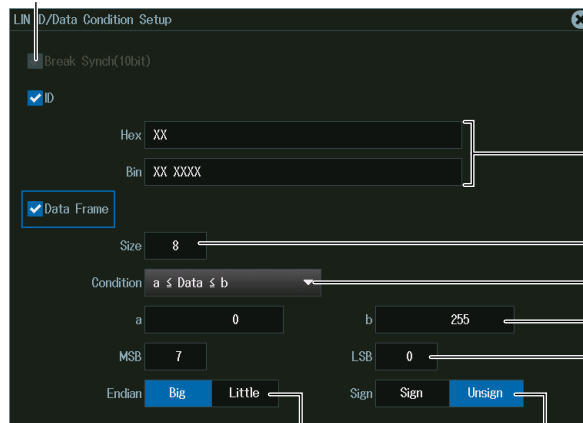 LIN ID/Data Condition Setup
Break Synch(10bit)
ID
Hex XX
Bin XX XXXX
Data Frame
Size 8
Condition a ≤ Data ≤ b
a 0 b 255
MSB 7 LSB 0
Endian Big Little Sign Sign Unsign